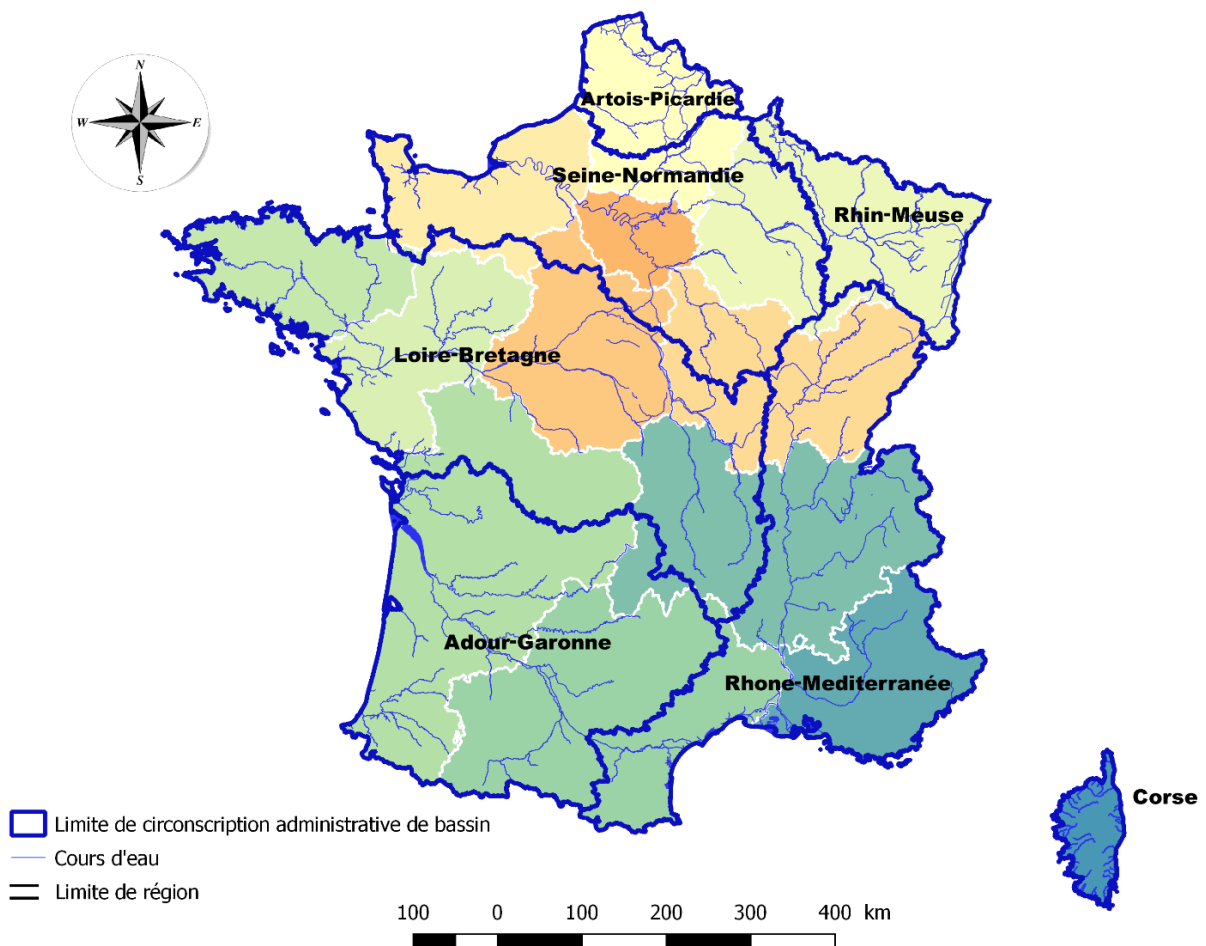 N
W
E
S
Artois-Picardie
Seine-Normandie
Rhin-Meuse
Loire-Bretagne
Adour-Garonne
Rhone-Mediterranée
Corse
Limite de circonscription administrative de bassin
Cours d'eau
Limite de région
100 0 100 200 300 400 km